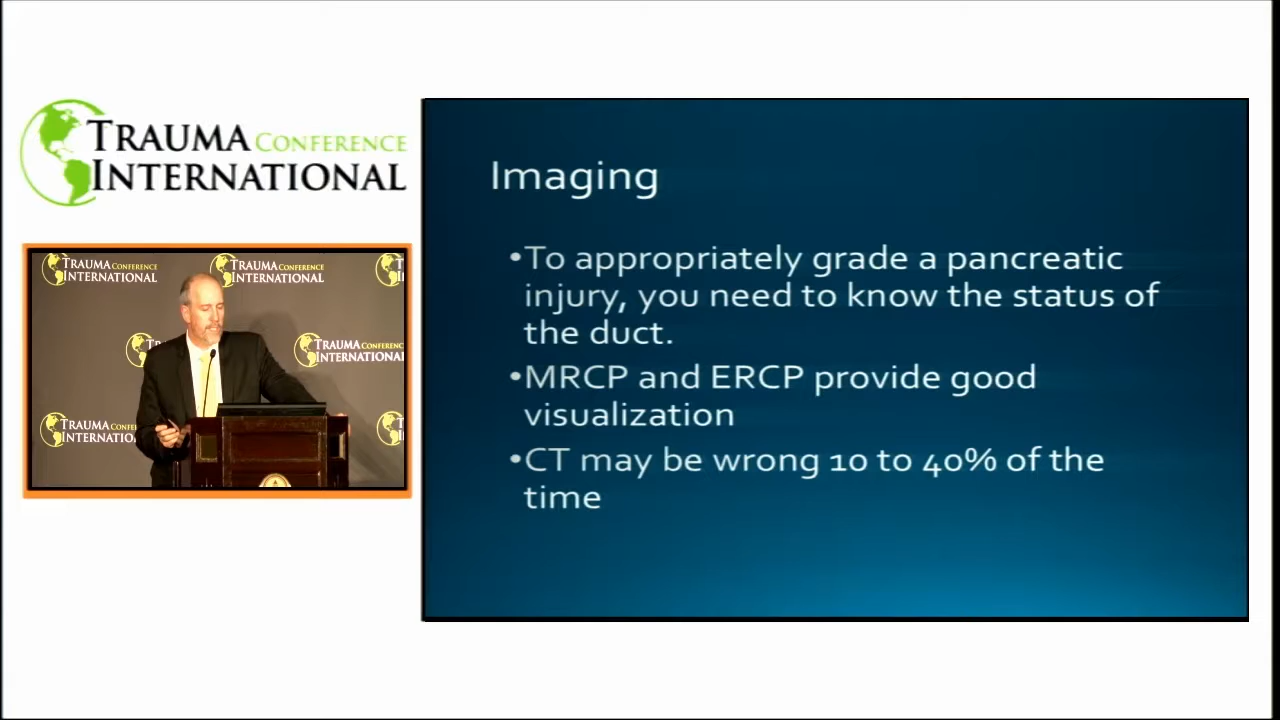 TRAUMA CONFERENCE
INTERNATIONAL
TRAUMA CONFERENCE
INTERNATIONAL
TRAUMA CONFERENCE
INTERNATIONAL
TRAUMA CONFERENCE
INTERNATIONAL
TRAUMA
INTERNATIO
Imaging
•To appropriately grade a pancreatic
injury, you need to know the status of
the duct.
•MRCP and ERCP provide good
visualization
•CT may be wrong 10 to 40% of the
time